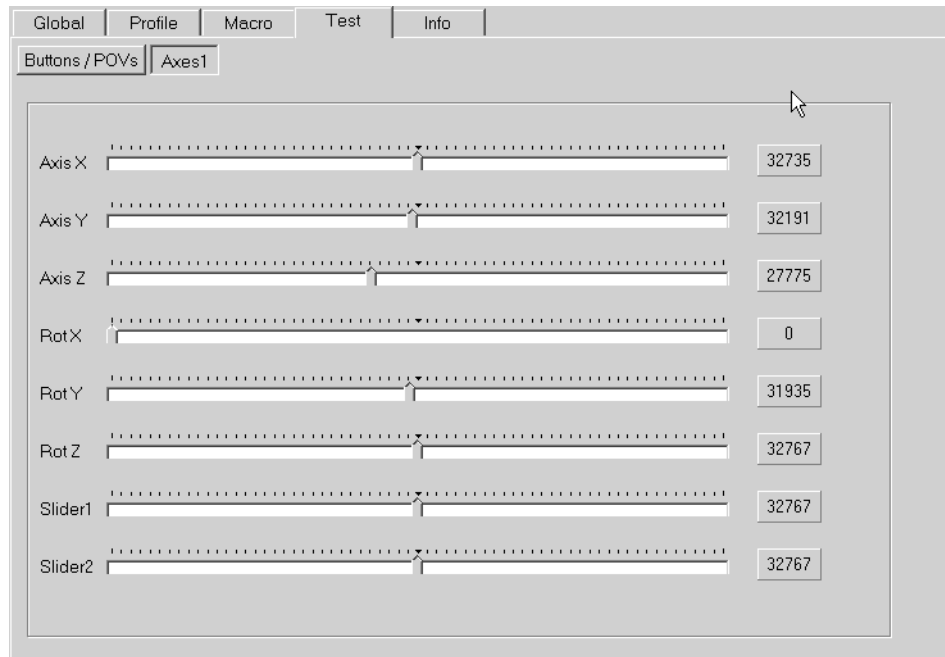 Global Profile Macro Test Info
Buttons / POVs Axes1
Axis X 32735
Axis Y 32191
Axis Z 27775
Rot X 0
Rot Y 31935
Rot Z 32767
Slider1 32767
Slider2 32767